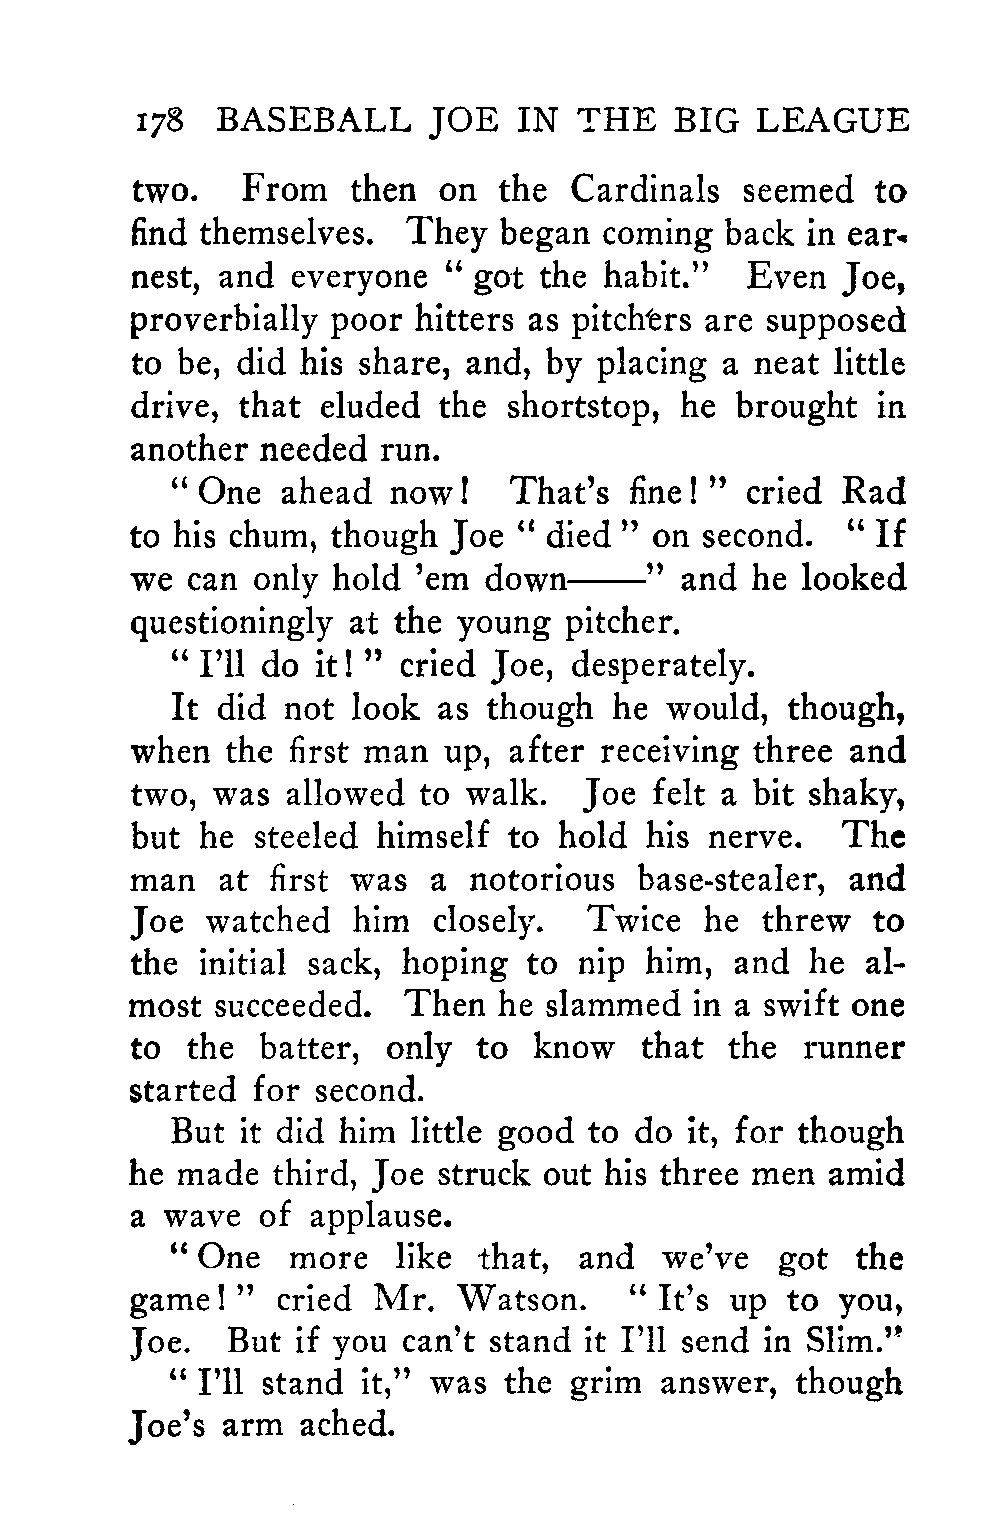 178 BASEBALL JOE IN THE BIG LEAGUE
two. From then on the Cardinals seemed to
find themselves. They began coming back in ear-
nest, and everyone " got the habit." Even Joe,
proverbially poor hitters as pitchers are supposed
to be, did his share, and, by placing a neat little
drive, that eluded the shortstop, he brought in
another needed run.
" One ahead now! That's fine! " cried Rad
to his chum, though Joe " died " on second. " If
we can only hold 'em down——" and he looked
questioningly at the young pitcher.
" I'll do it! " cried Joe, desperately.
It did not look as though he would, though,
when the first man up, after receiving three and
two, was allowed to walk. Joe felt a bit shaky,
but he steeled himself to hold his nerve. The
man at first was a notorious base-stealer, and
Joe watched him closely. Twice he threw to
the initial sack, hoping to nip him, and he al-
most succeeded. Then he slammed in a swift one
to the batter, only to know that the runner
started for second.
But it did him little good to do it, for though
he made third, Joe struck out his three men amid
a wave of applause.
" One more like that, and we've got the
game! " cried Mr. Watson. " It's up to you,
Joe. But if you can't stand it I'll send in Slim."
" I'll stand it," was the grim answer, though
Joe's arm ached.